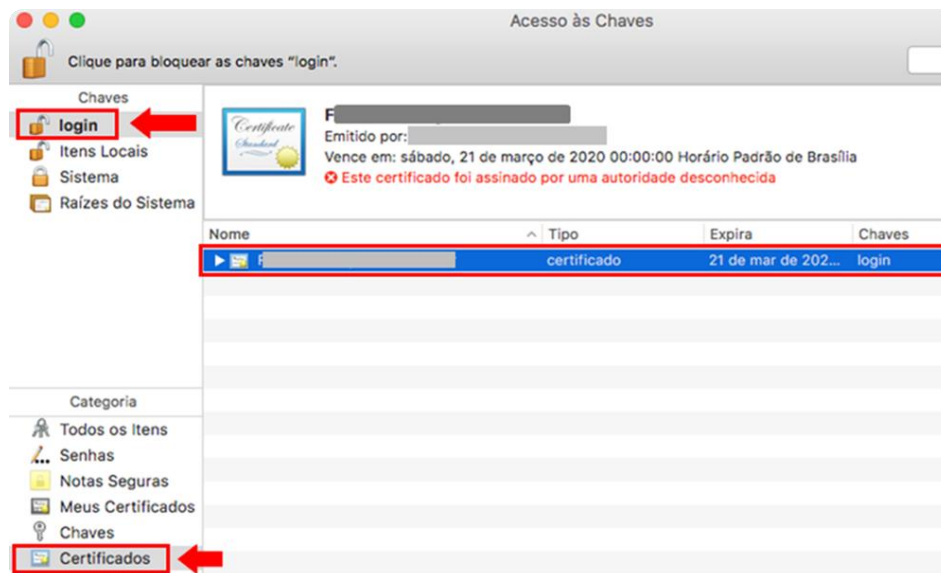 Acesso às Chaves
Clique para bloquear as chaves "login".
Chaves
login
Itens Locais
Sistema
Raízes do Sistema
Certificate
Standard
F
Emitido por:
Vence em: sábado, 21 de março de 2020 00:00:00 Horário Padrão de Brasília
Este certificado foi assinado por uma autoridade desconhecida
Nome Tipo Expira Chaves
certificado 21 de mar de 202... login
Categoria
Todos os Itens
Senhas
Notas Seguras
Meus Certificados
Chaves
Certificados